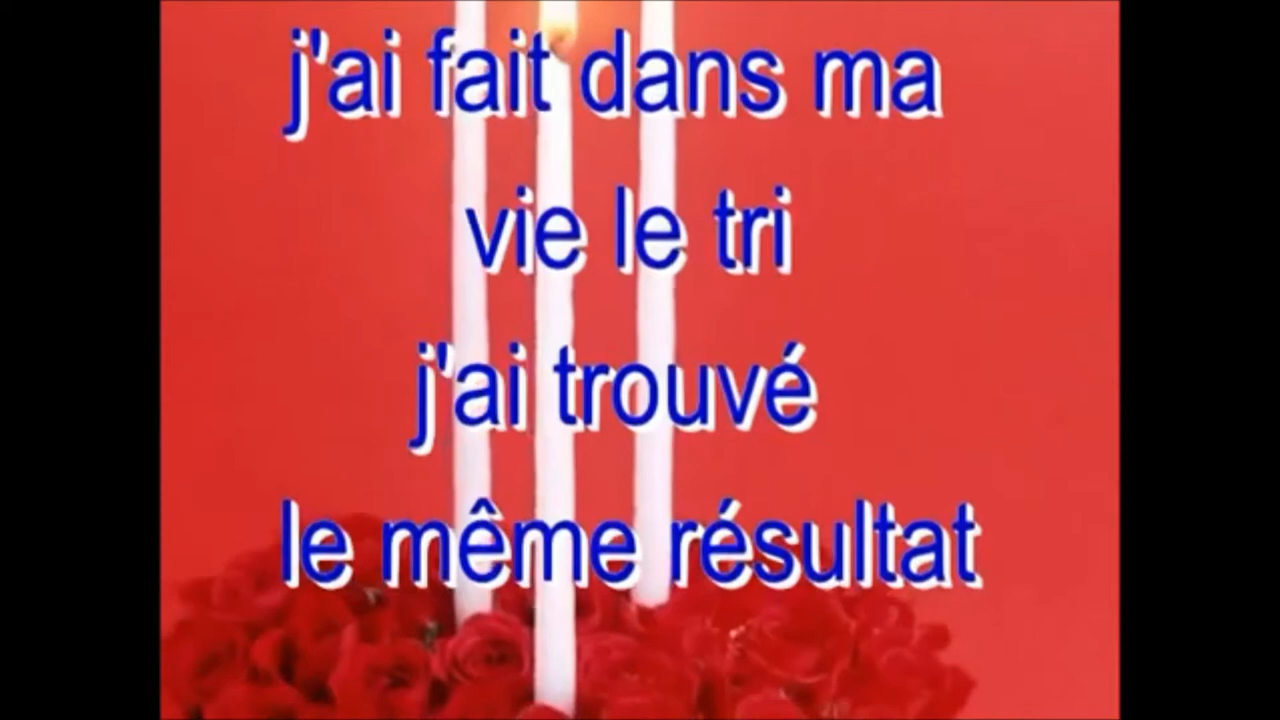 j'ai fait dans ma
vie le tri
j'ai trouvé
le même résultat